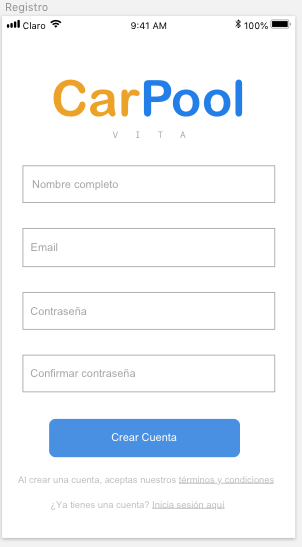 Registro
Claro 9:41 AM 100%
CarPool
VITA
Nombre completo
Email
Contraseña
Confirmar contraseña
Crear Cuenta
Al crear una cuenta, aceptas nuestros términos y condiciones
¿Ya tienes una cuenta? Inicia sesión aquí